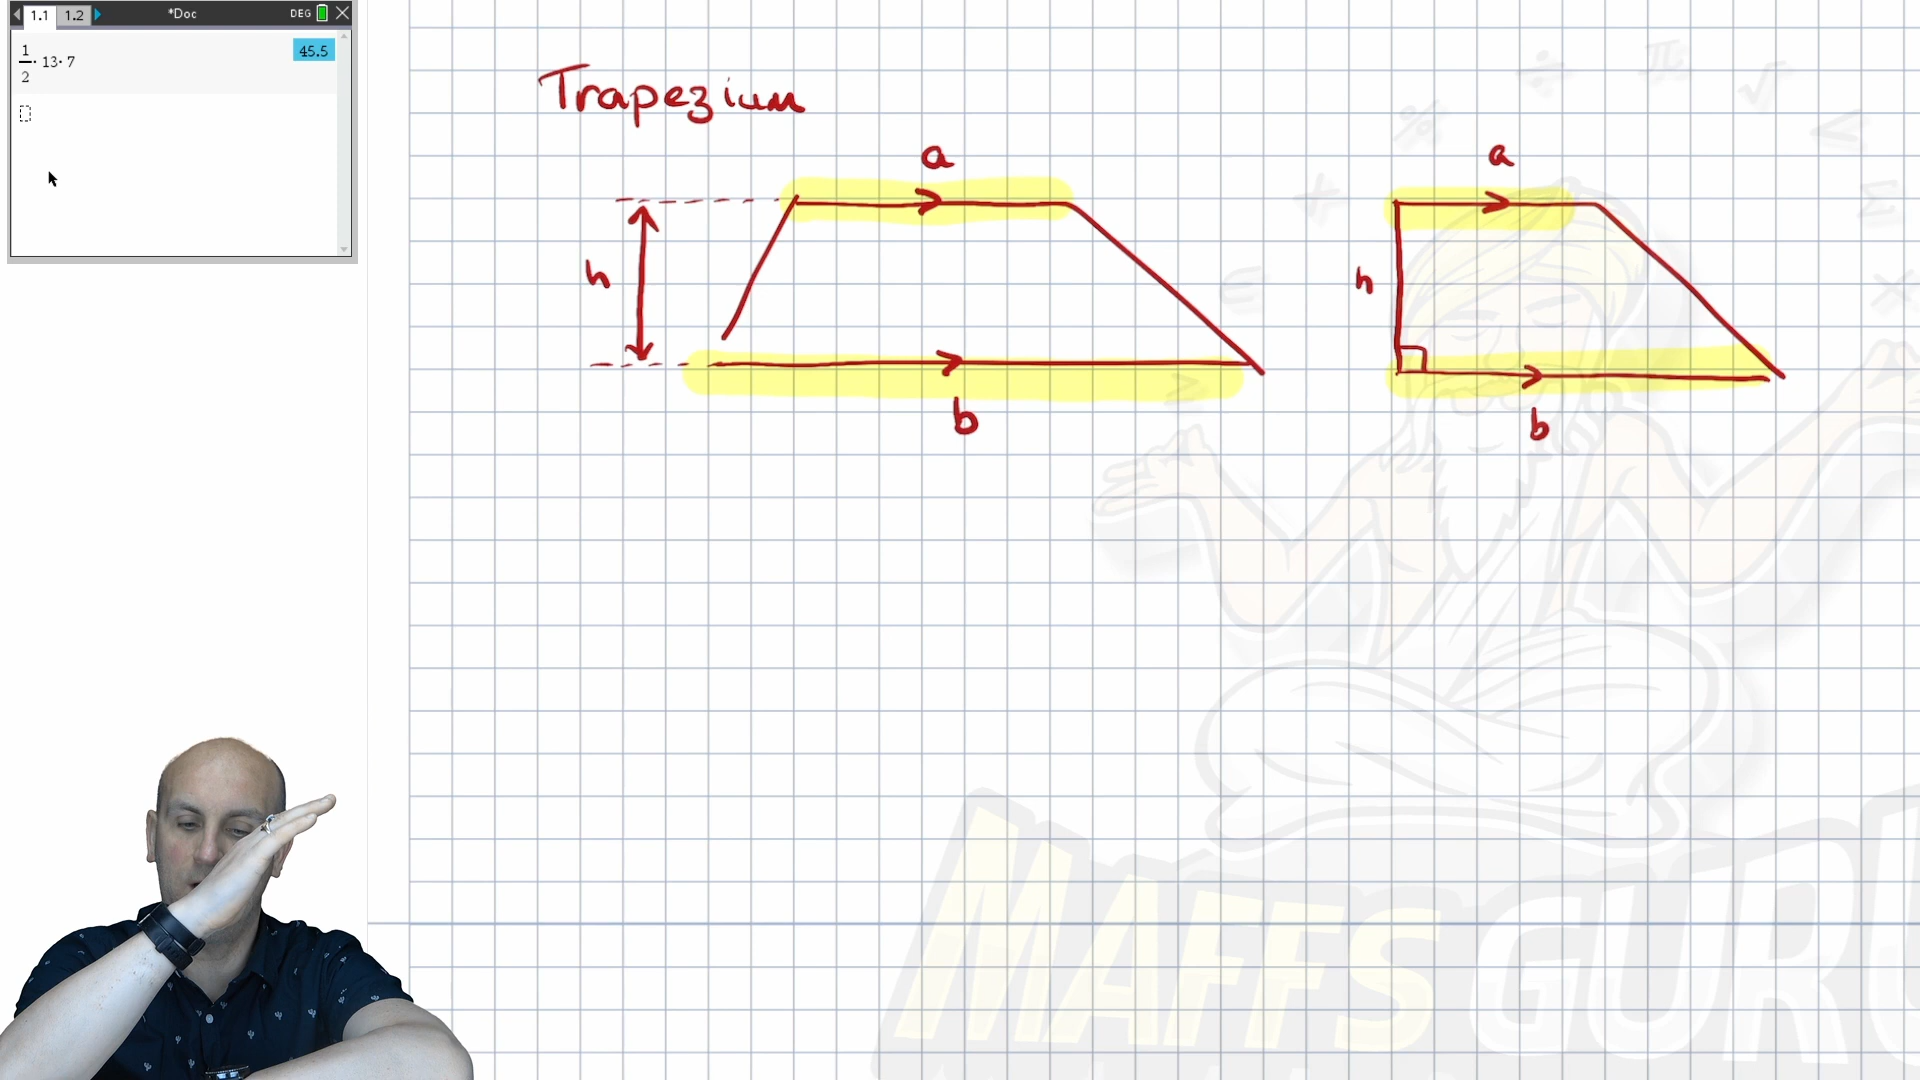 1.1 1.2 *Doc DEG
1/2 · 13 · 7 45.5
Trapezium
a
a
h
h
b
b
MAFFS GURU